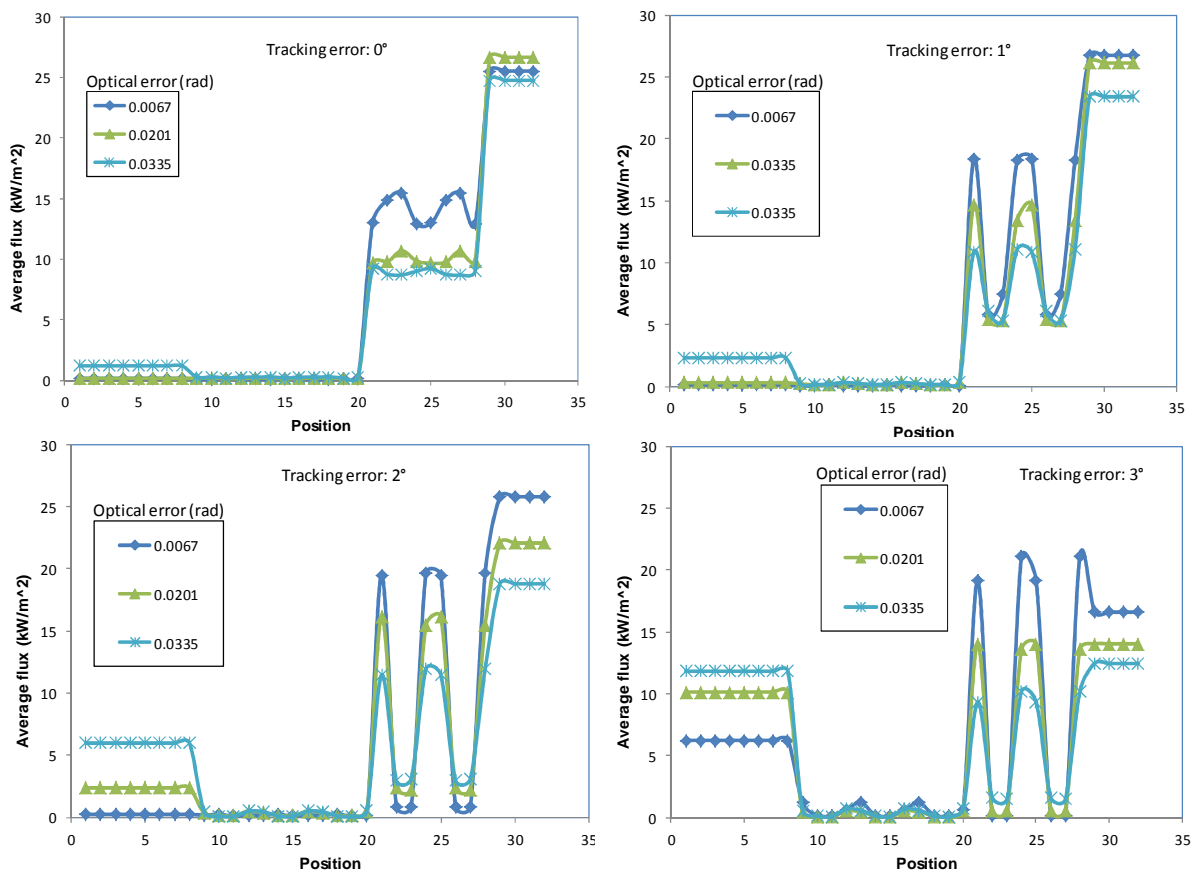 Tracking error: 0°
Optical error (rad)
0.0067
0.0201
0.0335
Average flux (kW/m^2)
30
25
20
15
10
5
0
0 5 10 15 20 25 30 35
Position
Tracking error: 1°
Optical error (rad)
0.0067
0.0335
0.0335
Average flux (kW/m^2)
30
25
20
15
10
5
0
0 5 10 15 20 25 30 35
Position
Tracking error: 2°
Optical error (rad)
0.0067
0.0201
0.0335
Average flux (kW/m^2)
30
25
20
15
10
5
0
0 5 10 15 20 25 30 35
Position
Optical error (rad)
Tracking error: 3°
0.0067
0.0201
0.0335
Average flux (kW/m^2)
30
25
20
15
10
5
0
0 5 10 15 20 25 30 35
Position